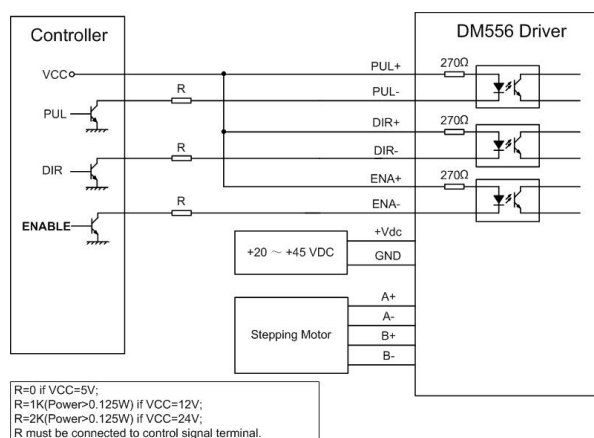 Controller
DM556 Driver
VCC
PUL+
270Ω
PUL
R
PUL-
DIR+
270Ω
DIR
R
DIR-
ENA+
270Ω
ENABLE
R
ENA-
+20 ～ +45 VDC
+Vdc
GND
Stepping Motor
A+
A-
B+
B-
R=0 if VCC=5V;
R=1K(Power>0.125W) if VCC=12V;
R=2K(Power>0.125W) if VCC=24V;
R must be connected to control signal terminal.